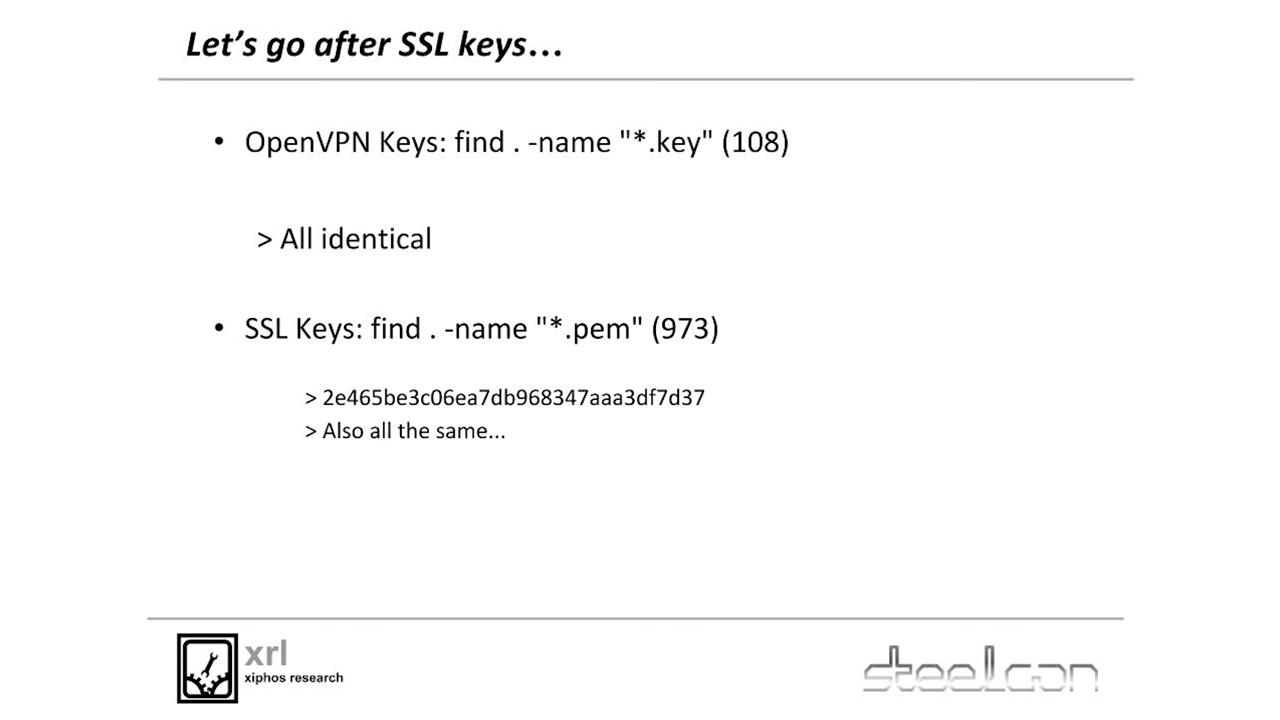 Let’s go after SSL keys…
• OpenVPN Keys: find . -name "*.key" (108)
> All identical
• SSL Keys: find . -name "*.pem" (973)
> 2e465be3c06ea7db968347aaa3df7d37
> Also all the same...
xrl
xiphos research
steelcon